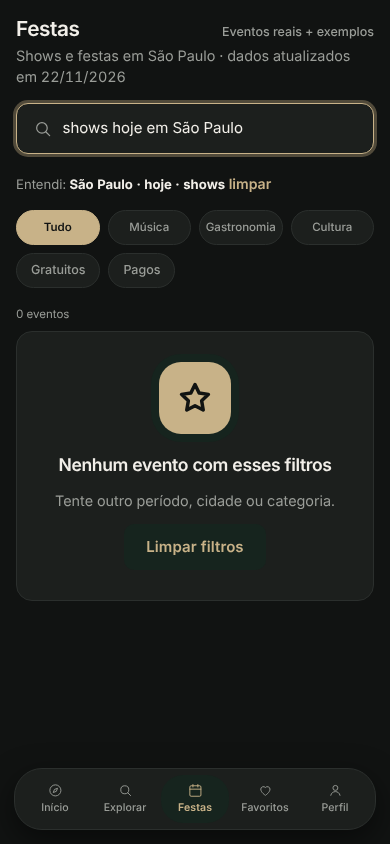 Festas
Eventos reais + exemplos
Shows e festas em São Paulo · dados atualizados
em 22/11/2026
shows hoje em São Paulo
Entendi: São Paulo · hoje · shows limpar
Tudo
Música
Gastronomia
Cultura
Gratuitos
Pagos
0 eventos
Nenhum evento com esses filtros
Tente outro período, cidade ou categoria.
Limpar filtros
Início
Explorar
Festas
Favoritos
Perfil